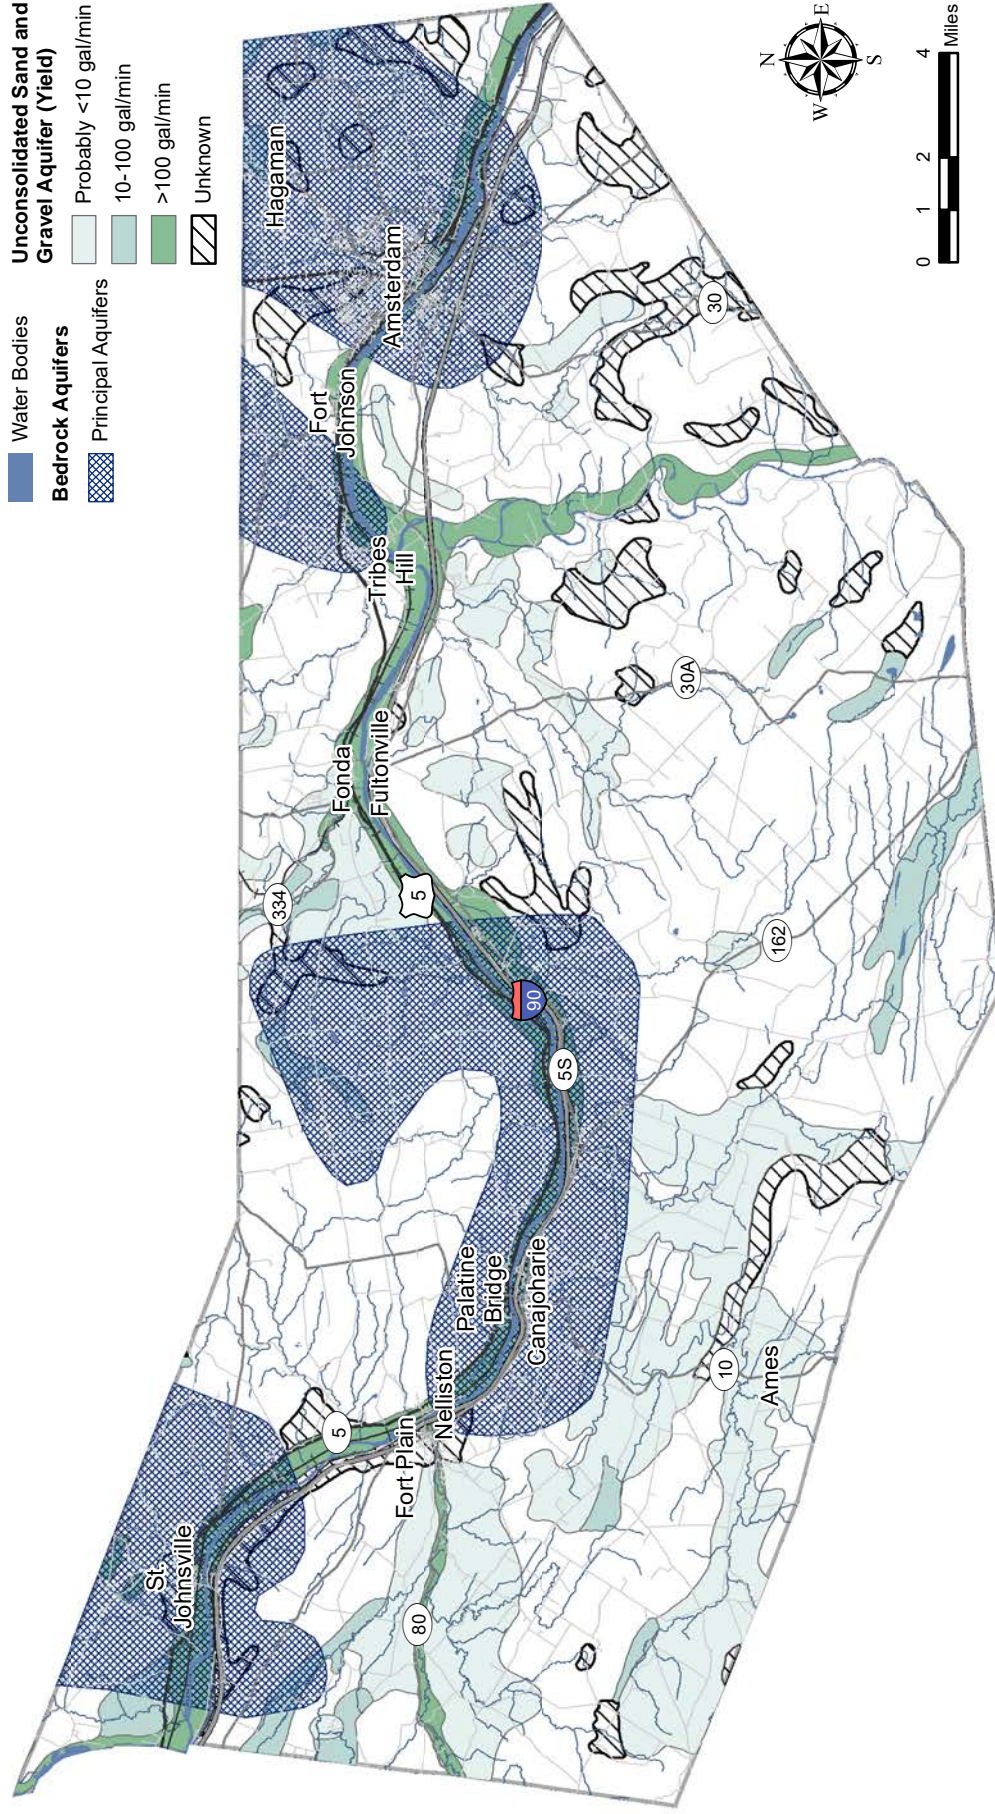 Water Bodies
Bedrock Aquifers
Principal Aquifers
Unconsolidated Sand and
Gravel Aquifer (Yield)
Probably <10 gal/min
10-100 gal/min
>100 gal/min
Unknown
St.
Johnsville
5
Fort Plain
Nelliston
80
Palatine
Bridge
Canajoharie
10
Ames
5S
90
5
334
162
Fonda
Fultonville
30A
Tribes
Hill
Fort
Johnson
Amsterdam
Hagaman
30
N
W
E
S
0
1
2
4
Miles